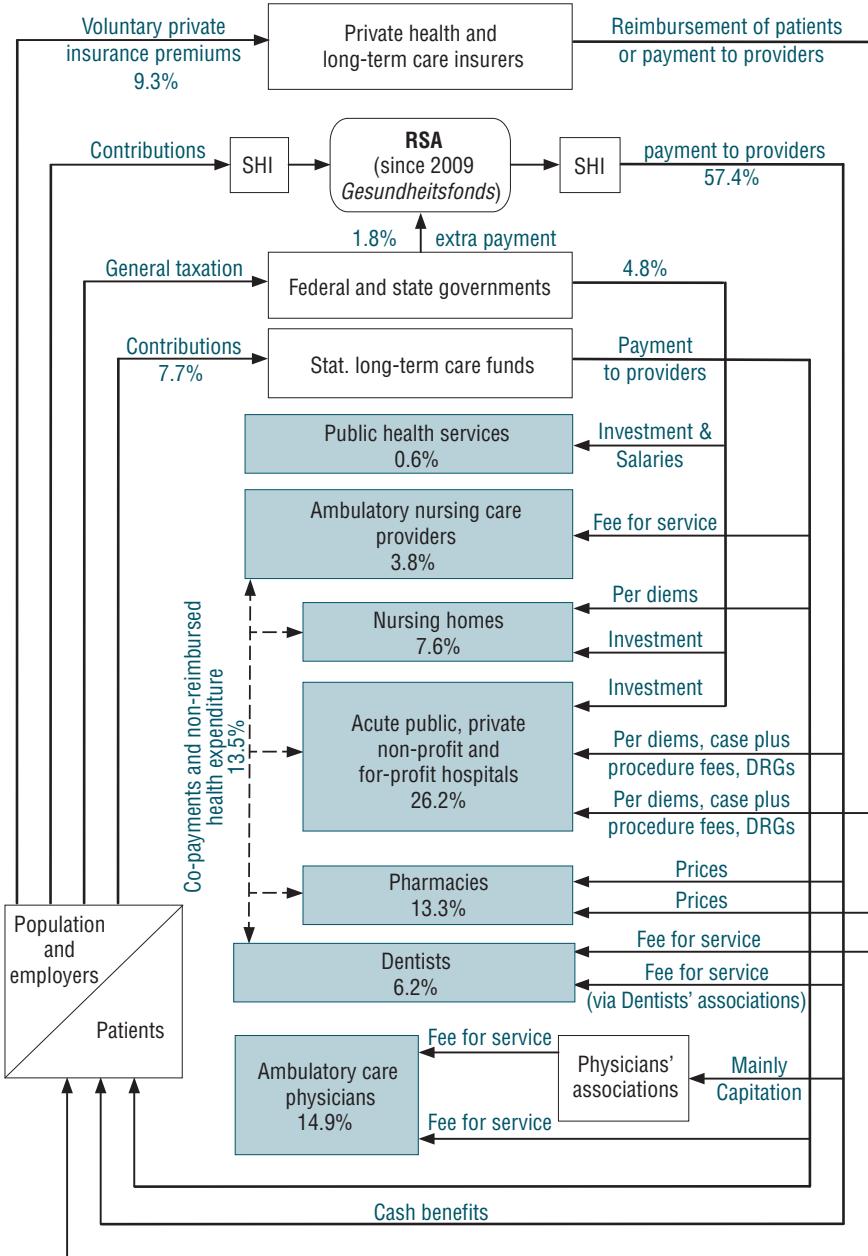 Voluntary private
insurance premiums
9.3%
Private health and
long-term care insurers
Reimbursement of patients
or payment to providers
Contributions
SHI
RSA
(since 2009
Gesundheitsfonds)
SHI
payment to providers
57.4%
1.8%
extra payment
General taxation
Federal and state governments
4.8%
Contributions
7.7%
Stat. long-term care funds
Payment
to providers
Public health services
0.6%
Investment &
Salaries
Ambulatory nursing care
providers
3.8%
Fee for service
Co-payments and non-reimbursed
health expenditure
13.5%
Nursing homes
7.6%
Per diems
Investment
Acute public, private
non-profit and
for-profit hospitals
26.2%
Investment
Per diems, case plus
procedure fees, DRGs
Per diems, case plus
procedure fees, DRGs
Pharmacies
13.3%
Prices
Prices
Population
and
employers
Patients
Dentists
6.2%
Fee for service
Fee for service
(via Dentists' associations)
Ambulatory care
physicians
14.9%
Fee for service
Physicians'
associations
Mainly
Capitation
Fee for service
Cash benefits